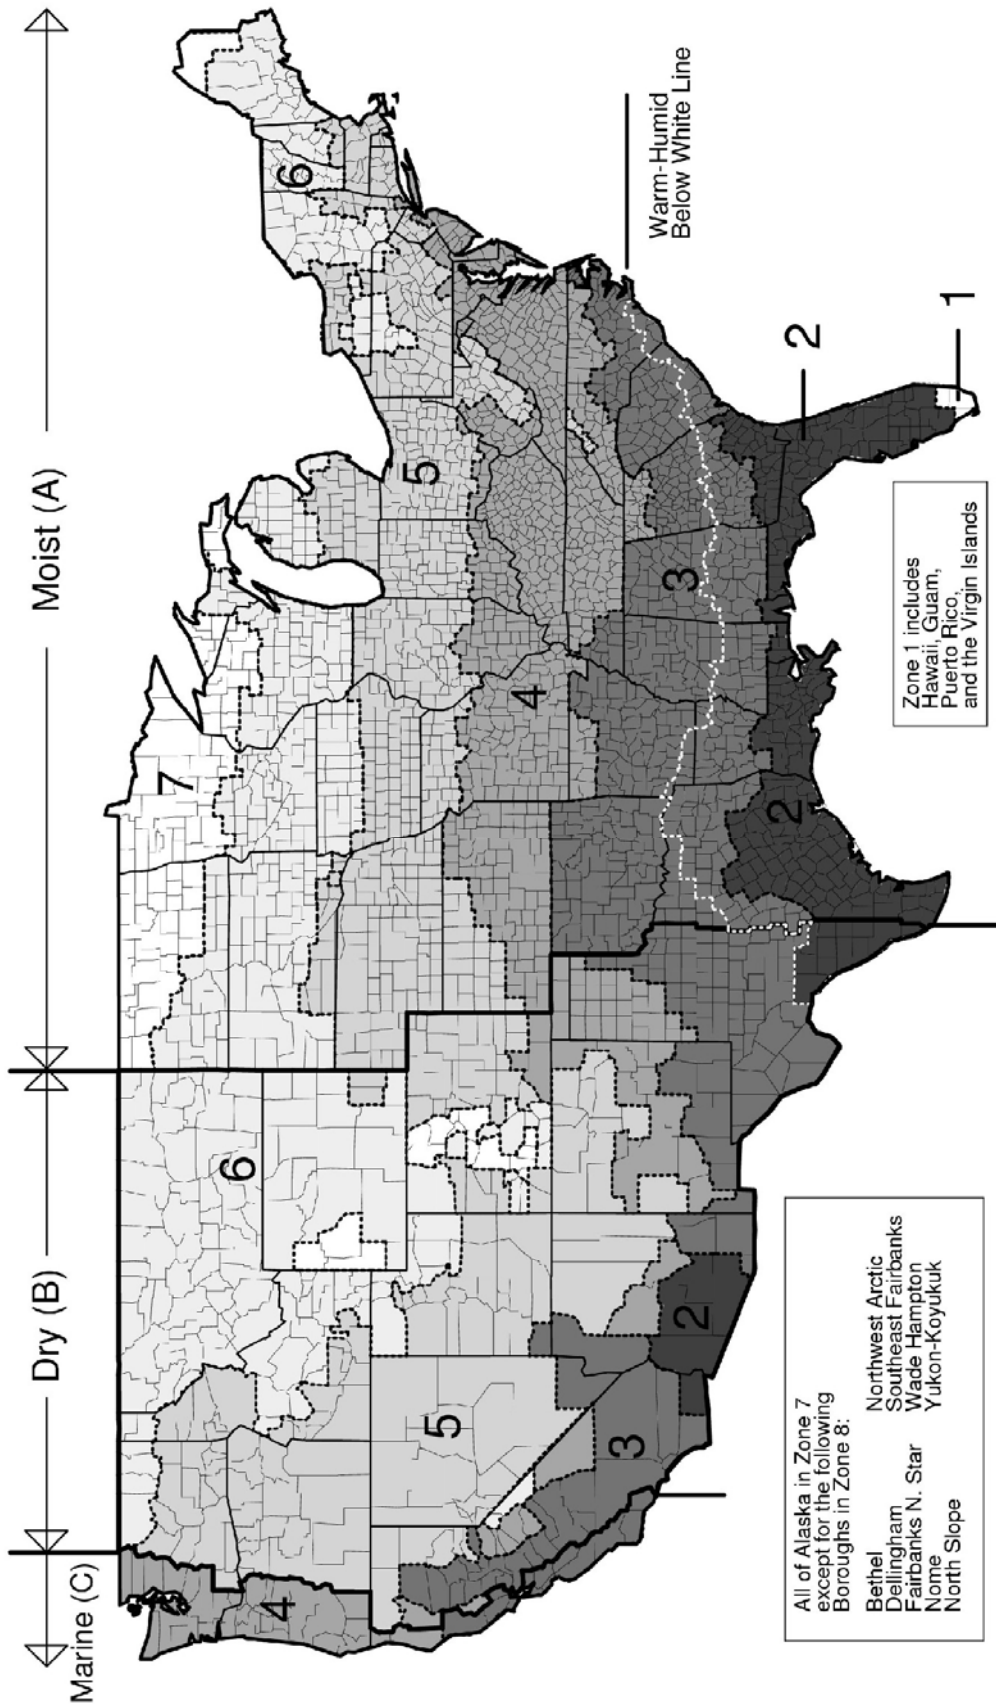 Marine (C)
Dry (B)
Moist (A)
7
6
6
5
5
4
4
3
3
2
2
2
1
Warm-Humid
Below White Line
All of Alaska in Zone 7
except for the following
Boroughs in Zone 8:
Bethel
Dellingham
Fairbanks N. Star
Nome
North Slope
Northwest Arctic
Southeast Fairbanks
Wade Hampton
Yukon-Koyukuk
Zone 1 includes
Hawaii, Guam,
Puerto Rico,
and the Virgin Islands